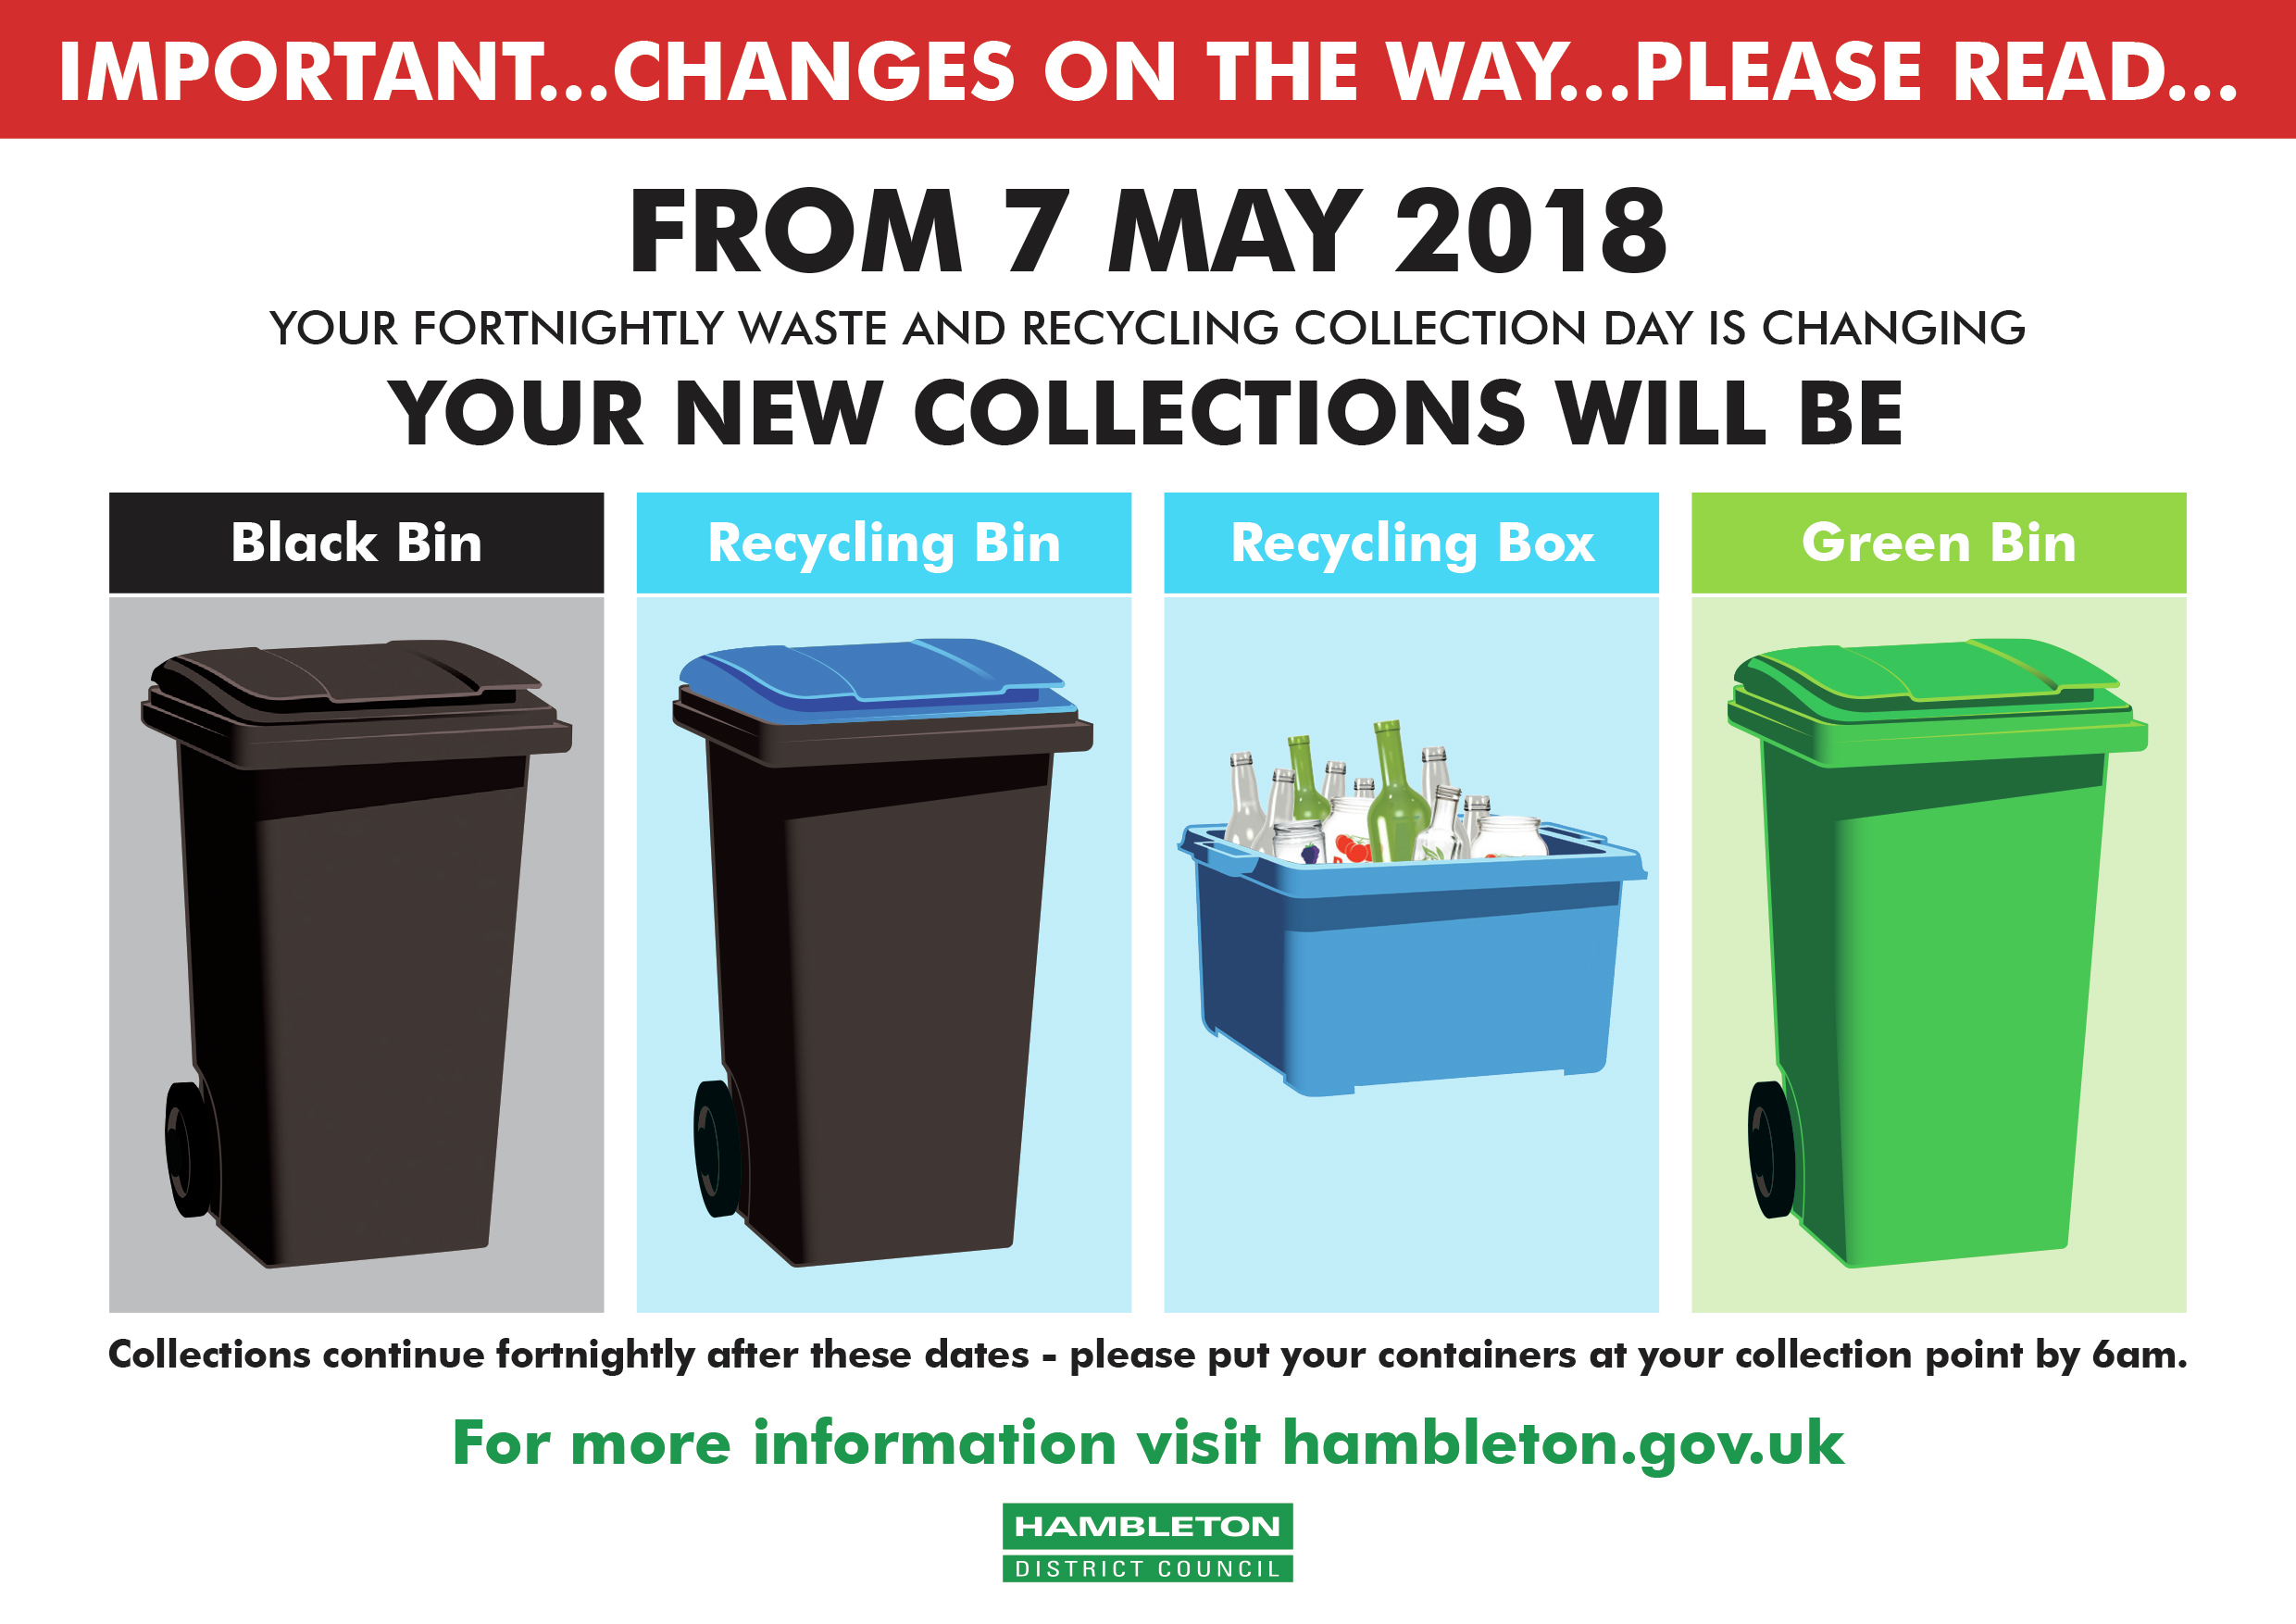 IMPORTANT...CHANGES ON THE WAY...PLEASE READ...
FROM 7 MAY 2018
YOUR FORTNIGHTLY WASTE AND RECYCLING COLLECTION DAY IS CHANGING
YOUR NEW COLLECTIONS WILL BE
Black Bin
Recycling Bin
Recycling Box
Green Bin
Collections continue fortnightly after these dates - please put your containers at your collection point by 6am.
For more information visit hambleton.gov.uk
HAMBLETON
DISTRICT COUNCIL